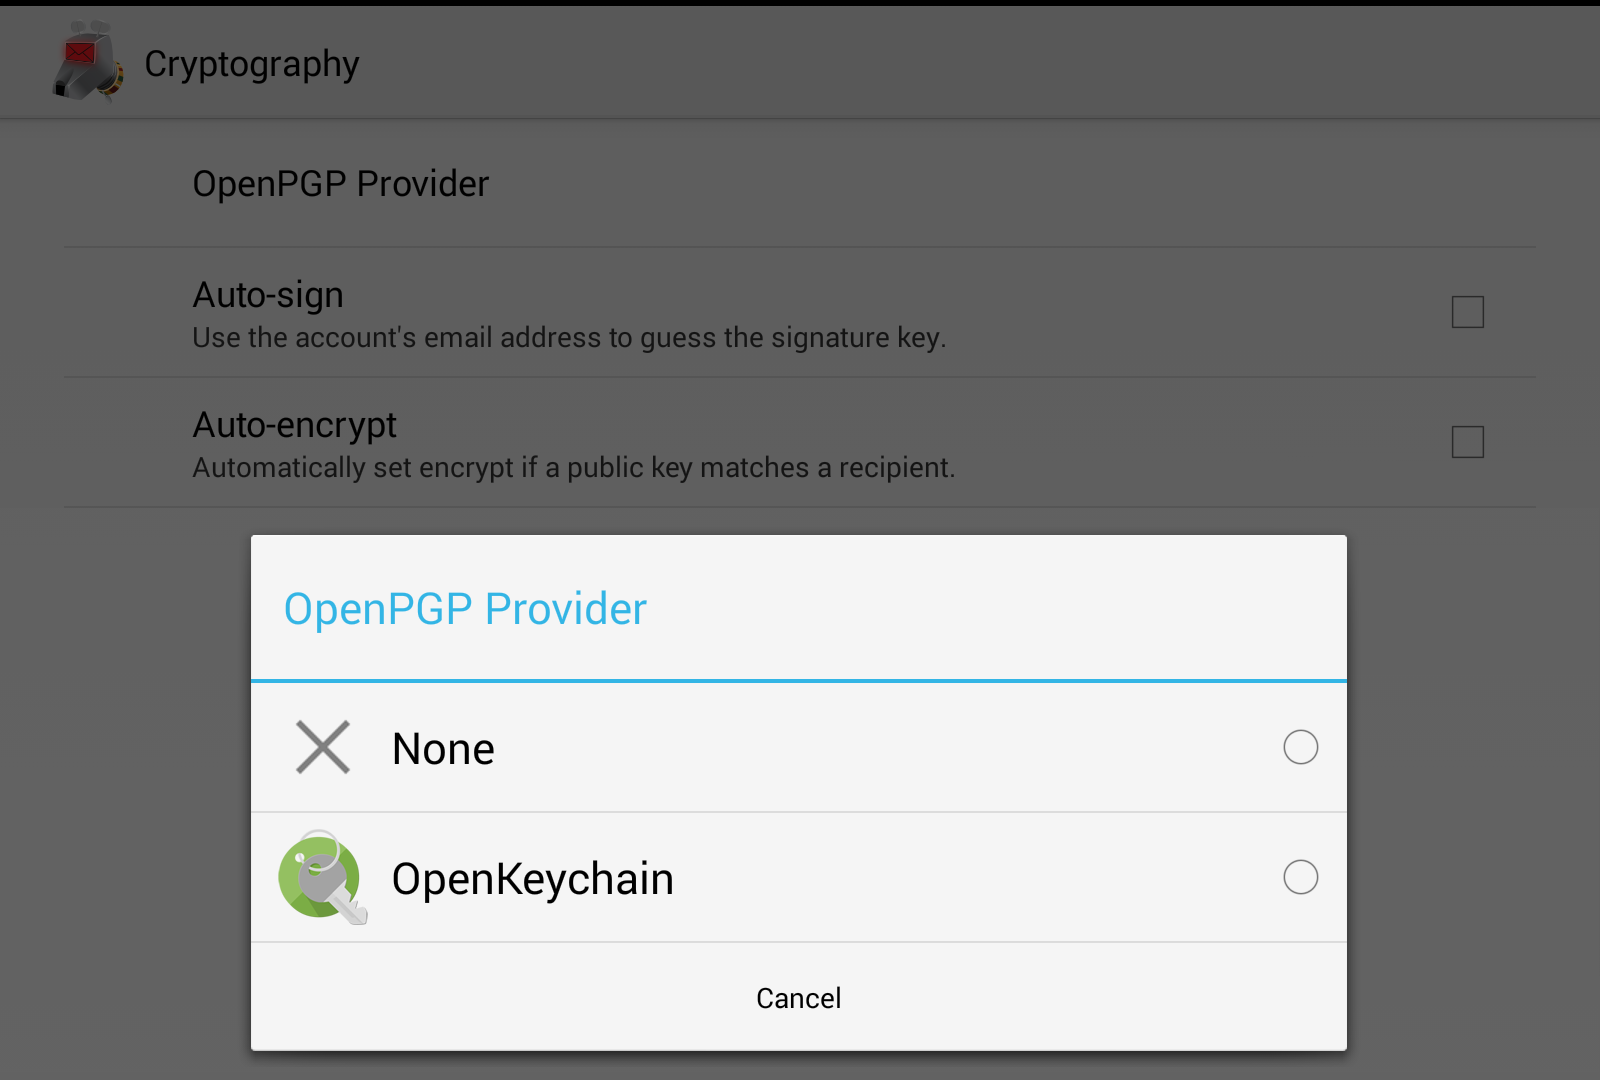 Cryptography
OpenPGP Provider
Auto-sign
Use the account's email address to guess the signature key.
Auto-encrypt
Automatically set encrypt if a public key matches a recipient.
OpenPGP Provider
None
OpenKeychain
Cancel